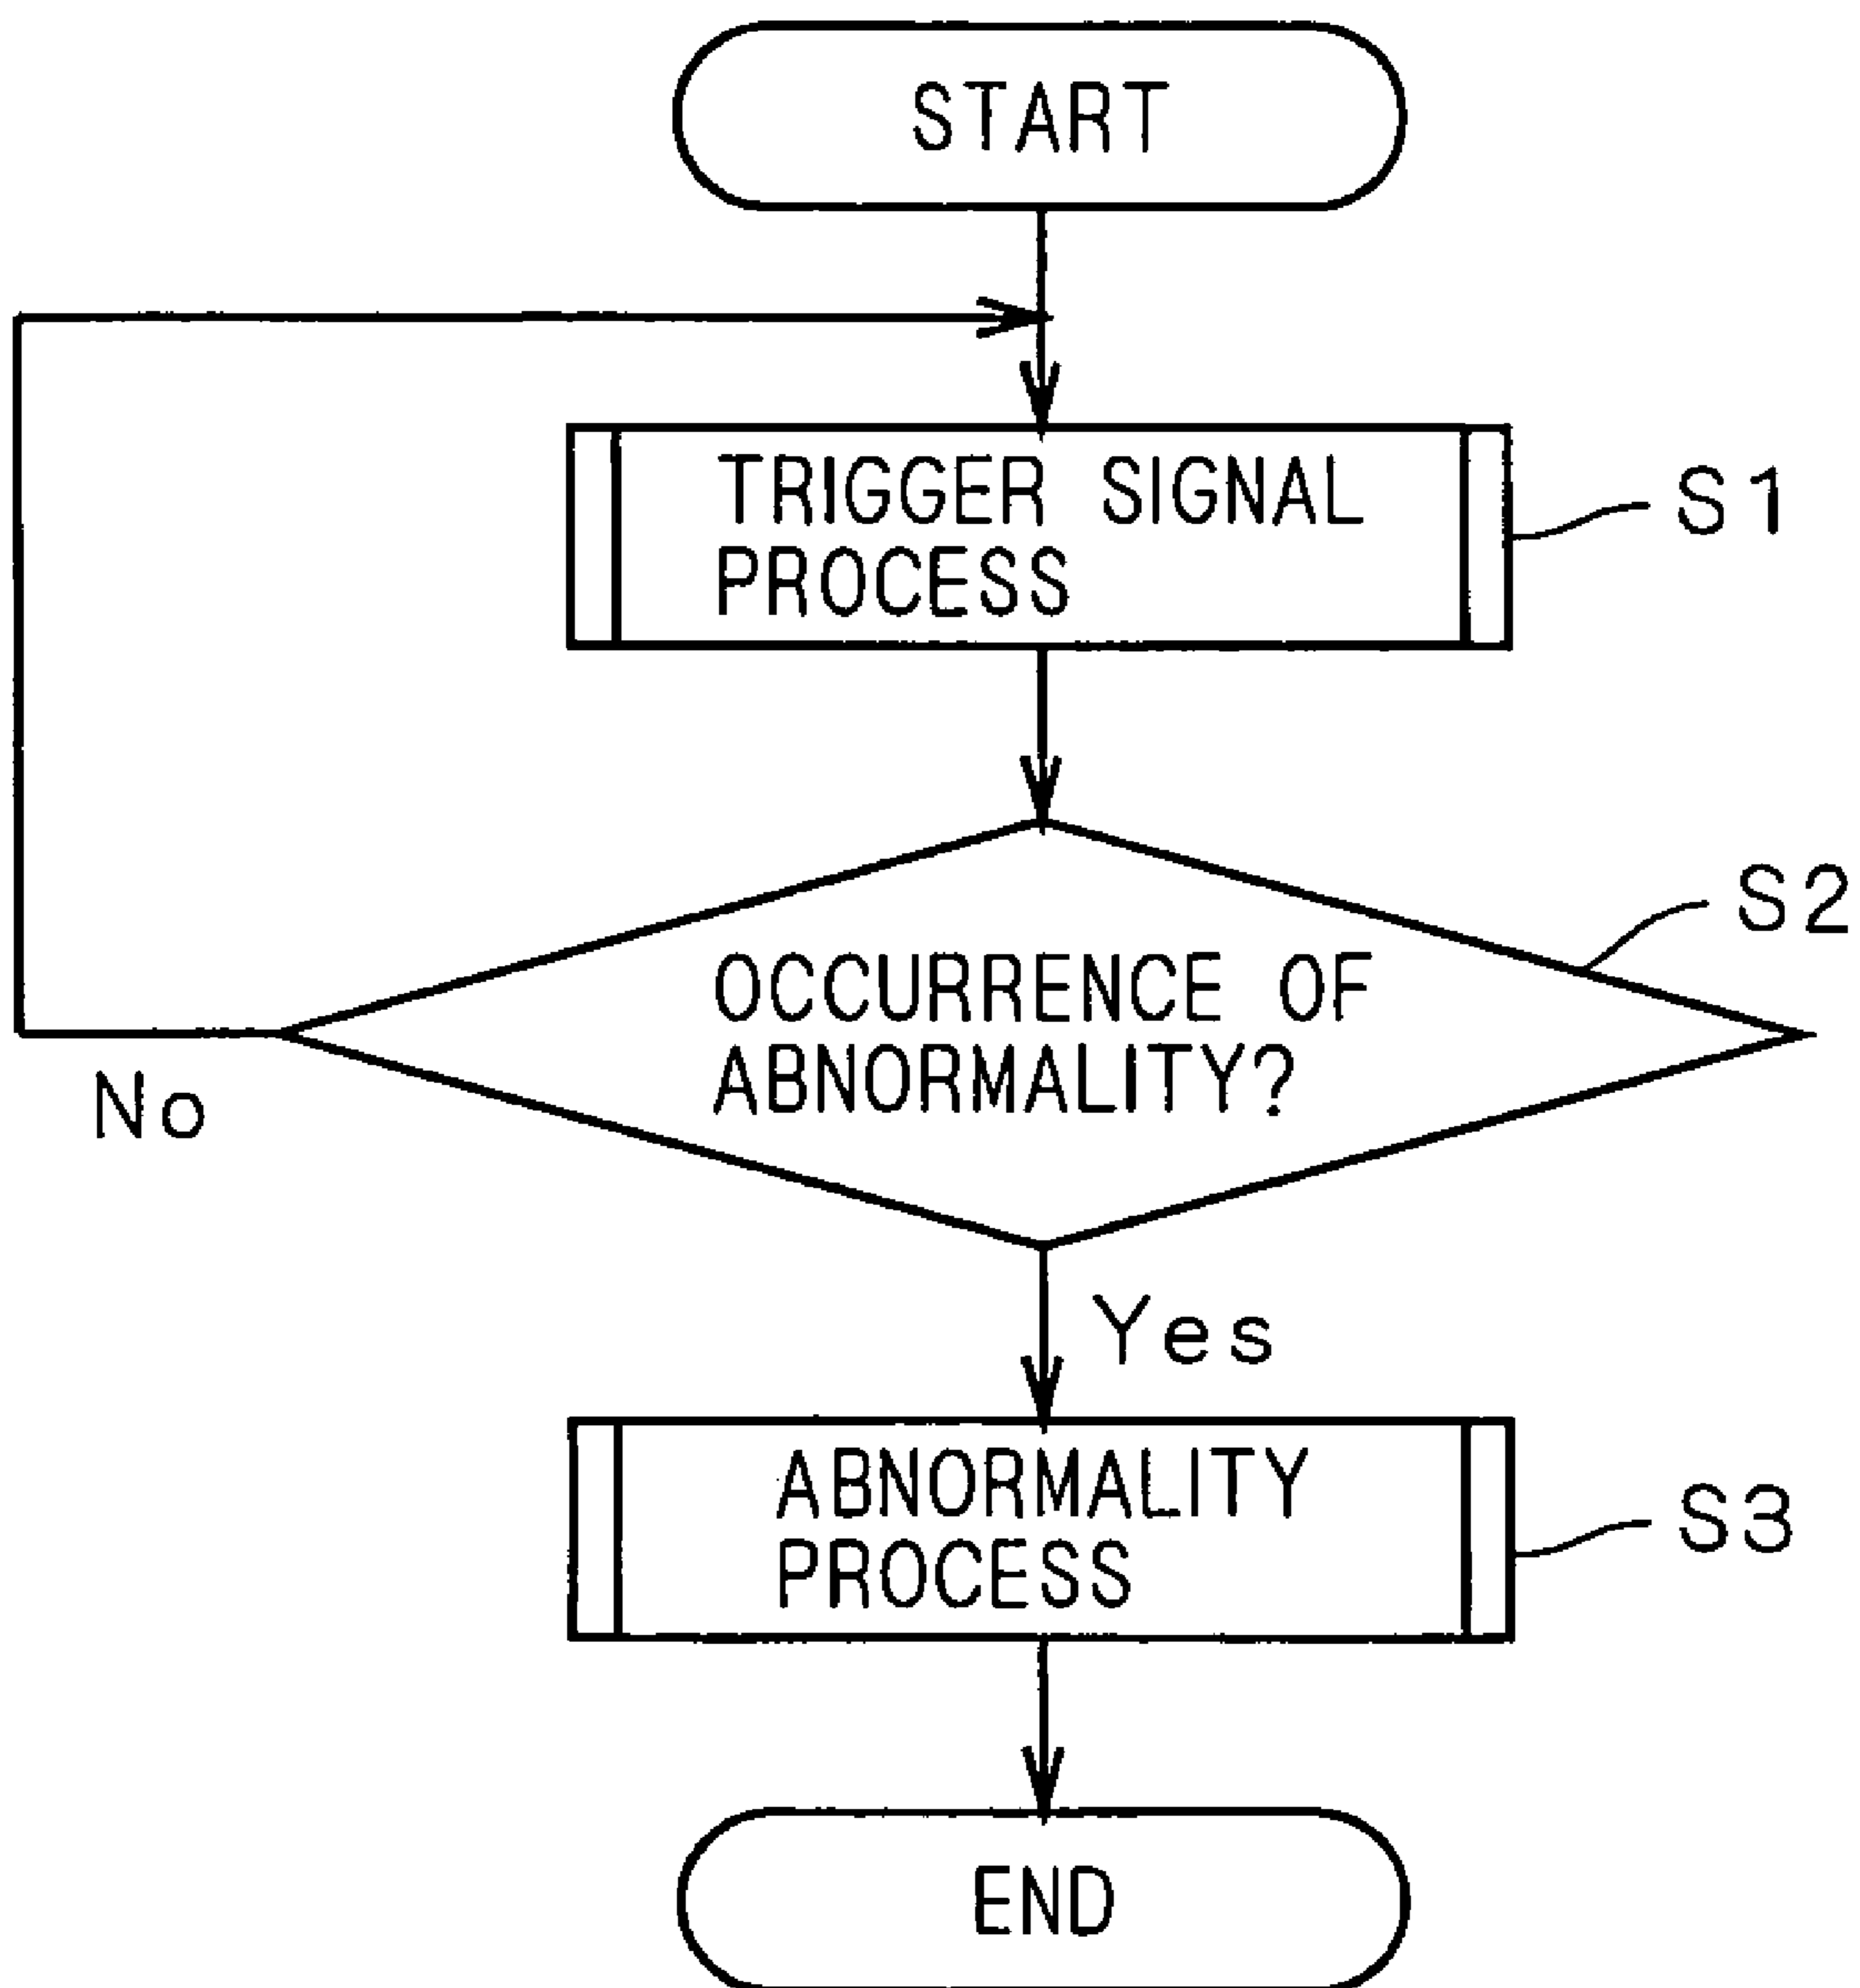 START
TRIGGER SIGNAL
PROCESS
S1
S2
OCCURRENCE OF
ABNORMALITY?
No
Yes
ABNORMALITY
PROCESS
S3
END